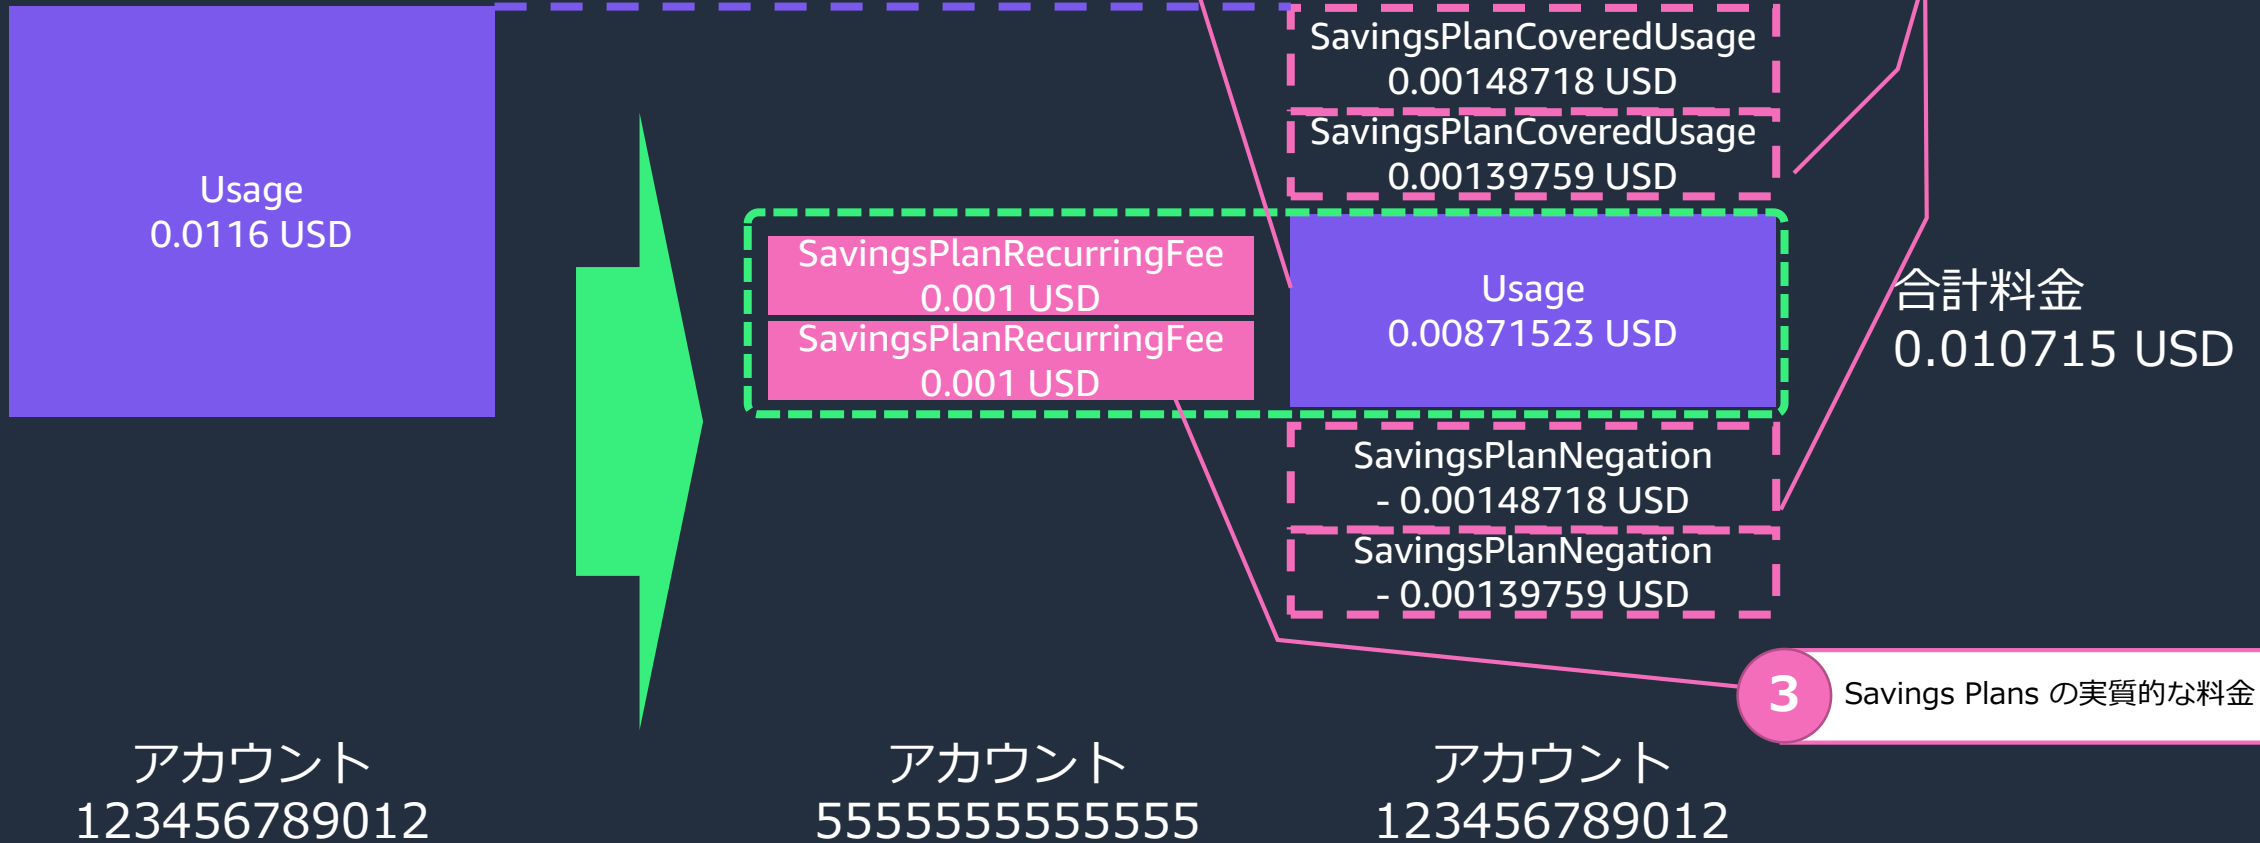 Usage
0.0116 USD
SavingsPlanCoveredUsage
0.00148718 USD
SavingsPlanCoveredUsage
0.00139759 USD
SavingsPlanRecurringFee
0.001 USD
SavingsPlanRecurringFee
0.001 USD
Usage
0.00871523 USD
合計料金
0.010715 USD
SavingsPlanNegation
- 0.00148718 USD
SavingsPlanNegation
- 0.00139759 USD
3
Savings Plans の実質的な料金
アカウント
123456789012
アカウント
5555555555555
アカウント
123456789012